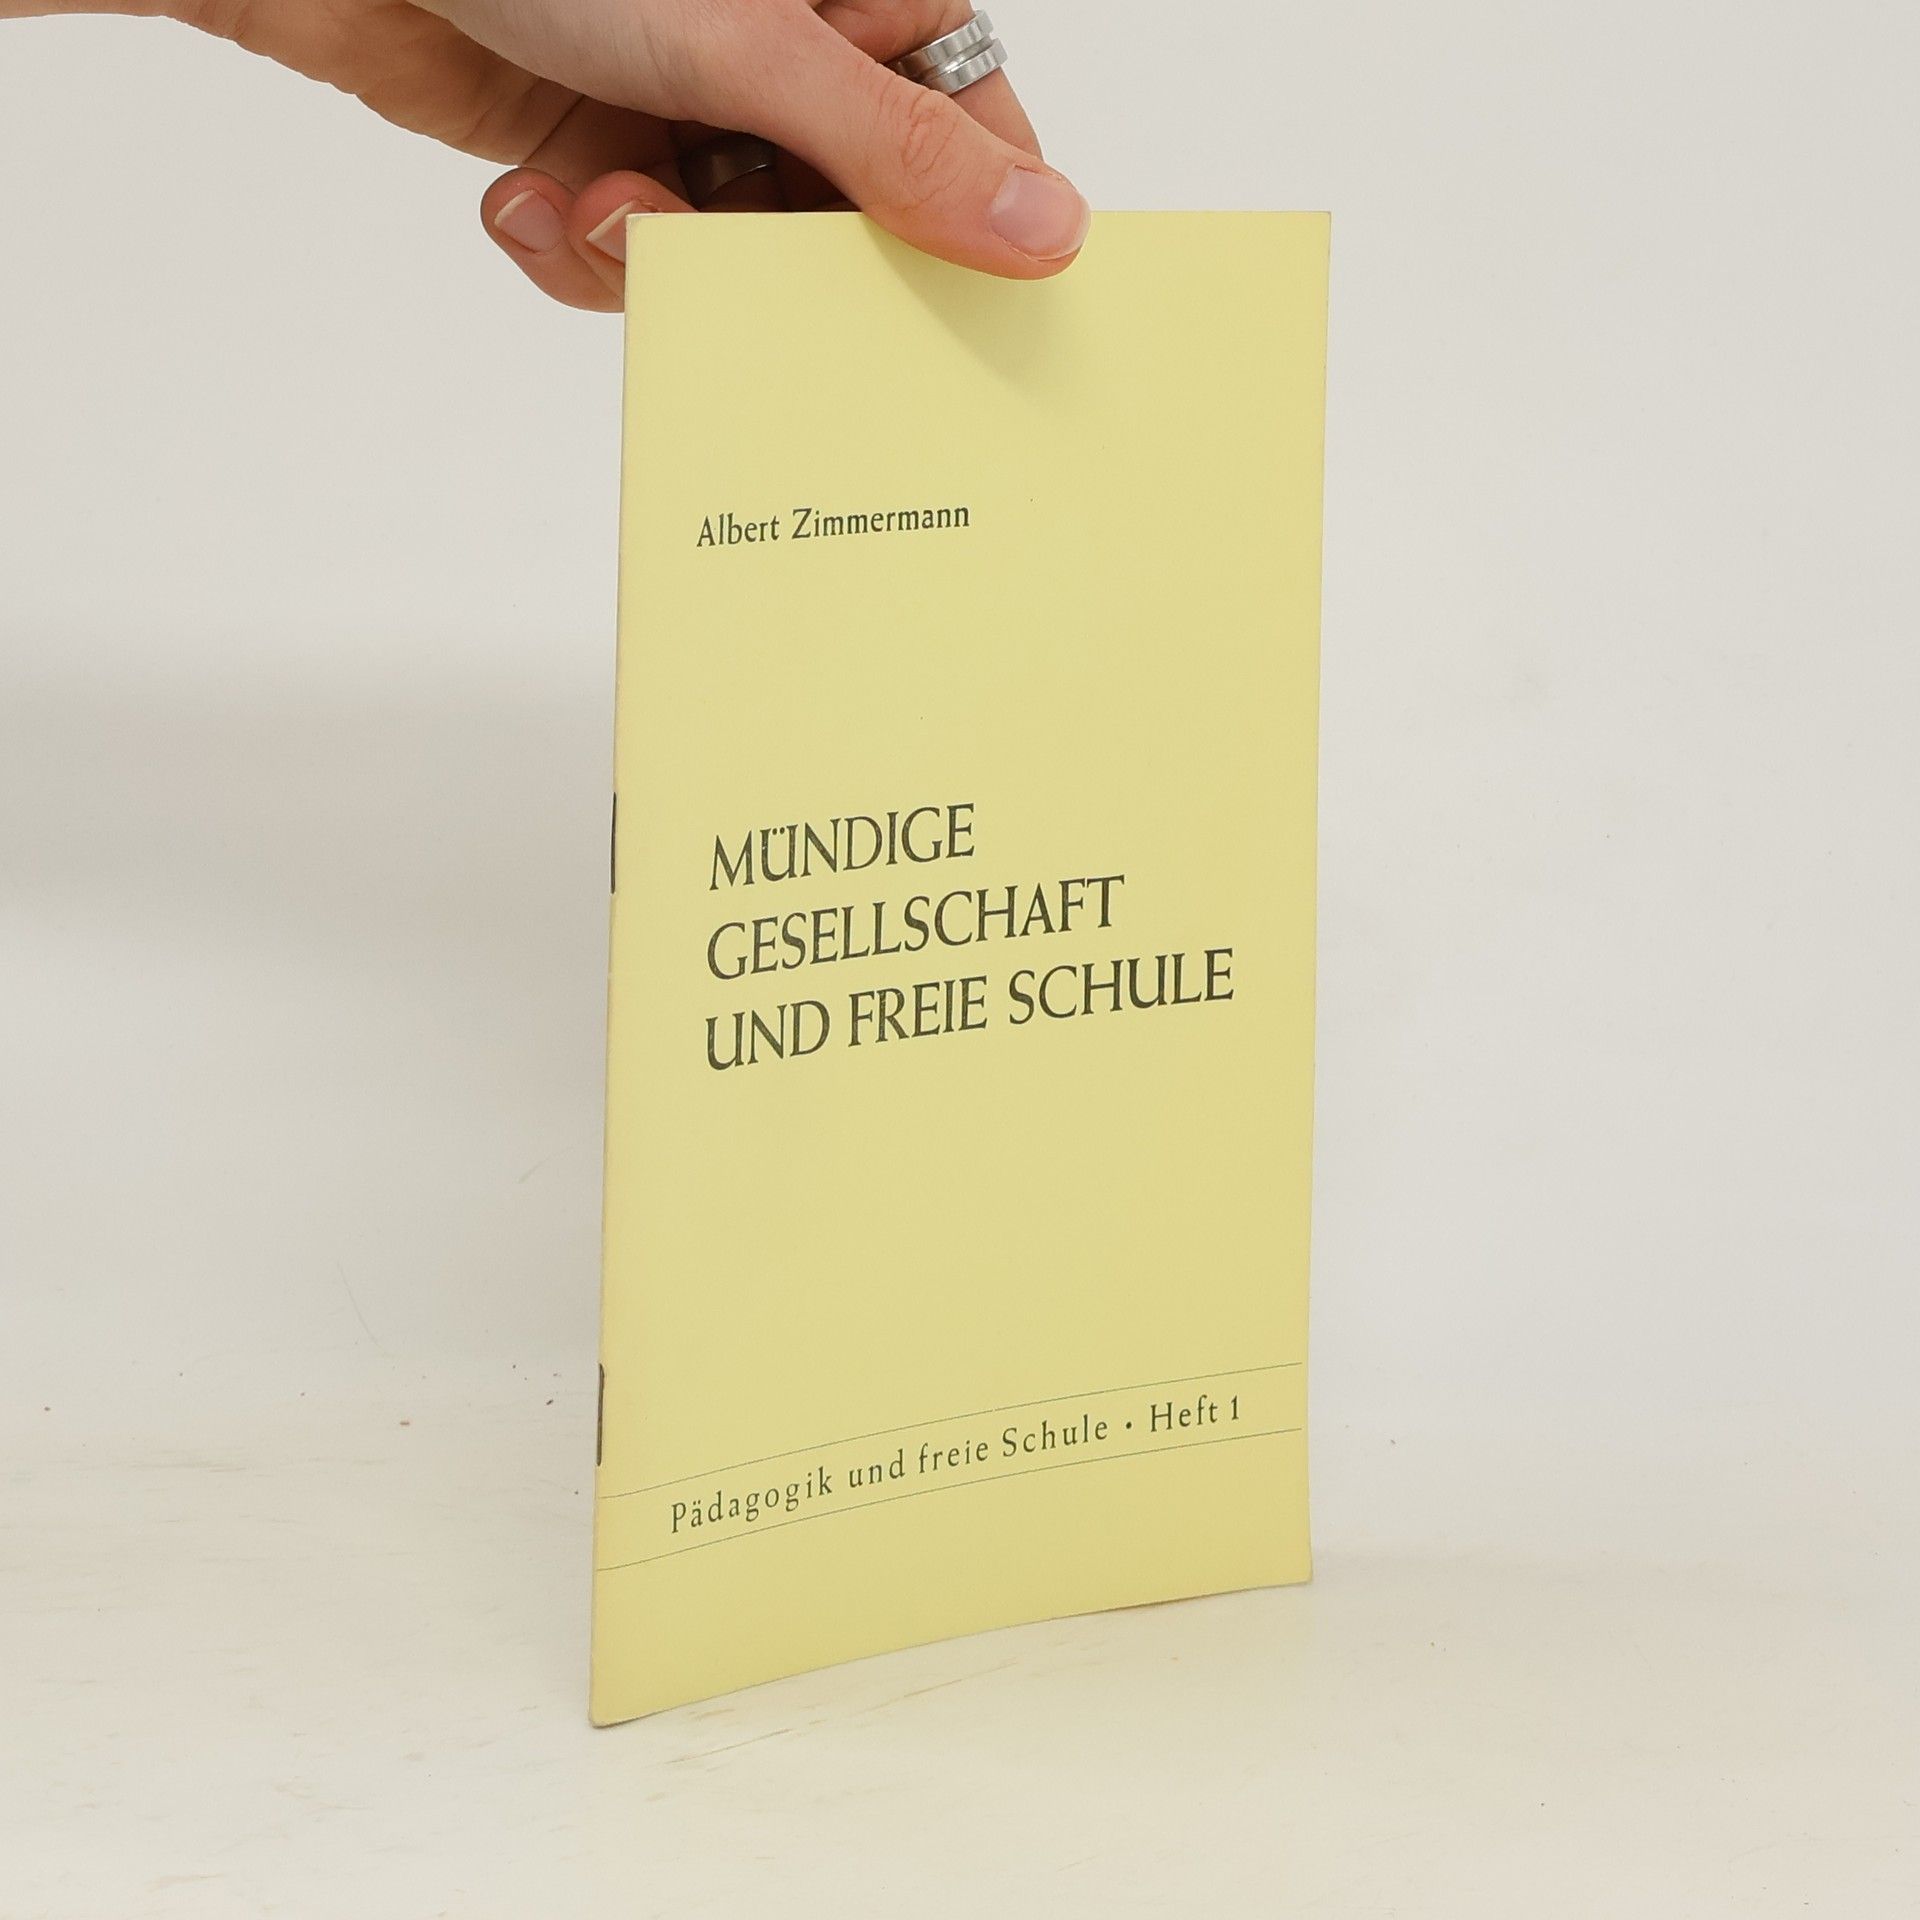 Albert Zimmermann
MÜNDIGE
GESELLSCHAFT
UND FREIE SCHULE
Pädagogik und freie Schule · Heft 1